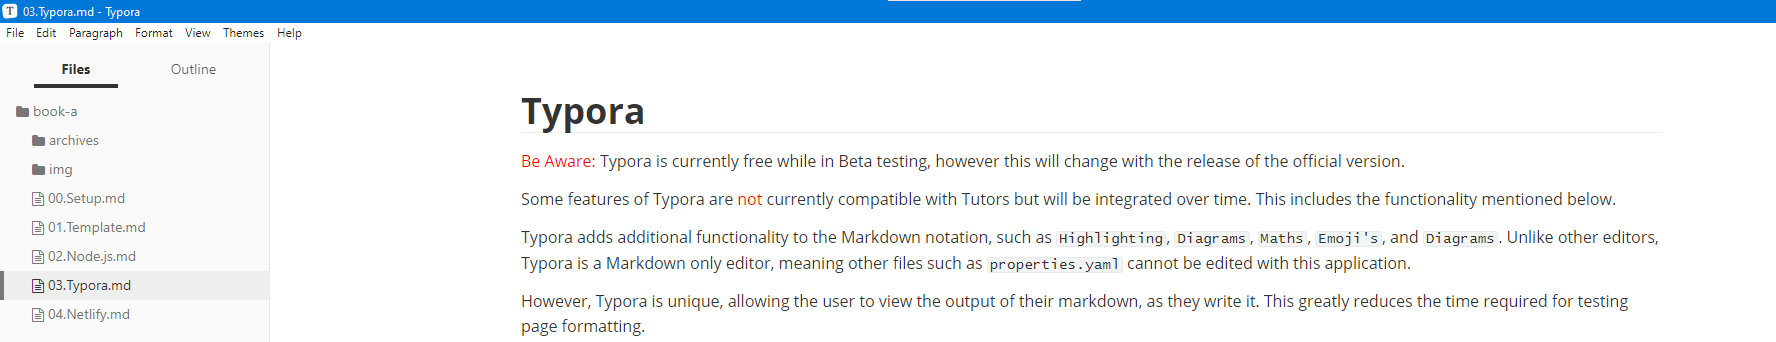 T 03.Typora.md - Typora
File Edit Paragraph Format View Themes Help
Files Outline
book-a
archives
img
00.Setup.md
01.Template.md
02.Node.js.md
03.Typora.md
04.Netlify.md
Typora
Be Aware: Typora is currently free while in Beta testing, however this will change with the release of the official version.
Some features of Typora are not currently compatible with Tutors but will be integrated over time. This includes the functionality mentioned below.
Typora adds additional functionality to the Markdown notation, such as Highlighting, Diagrams, Maths, Emoji's, and Diagrams. Unlike other editors,
Typora is a Markdown only editor, meaning other files such as properties.yaml cannot be edited with this application.
However, Typora is unique, allowing the user to view the output of their markdown, as they write it. This greatly reduces the time required for testing
page formatting.